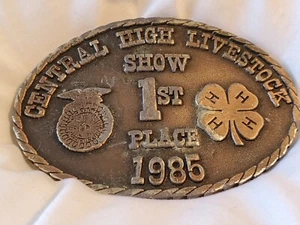 CENTRAL HIGH LIVESTOCK
SHOW
1ST
PLACE
1985
H H
H H